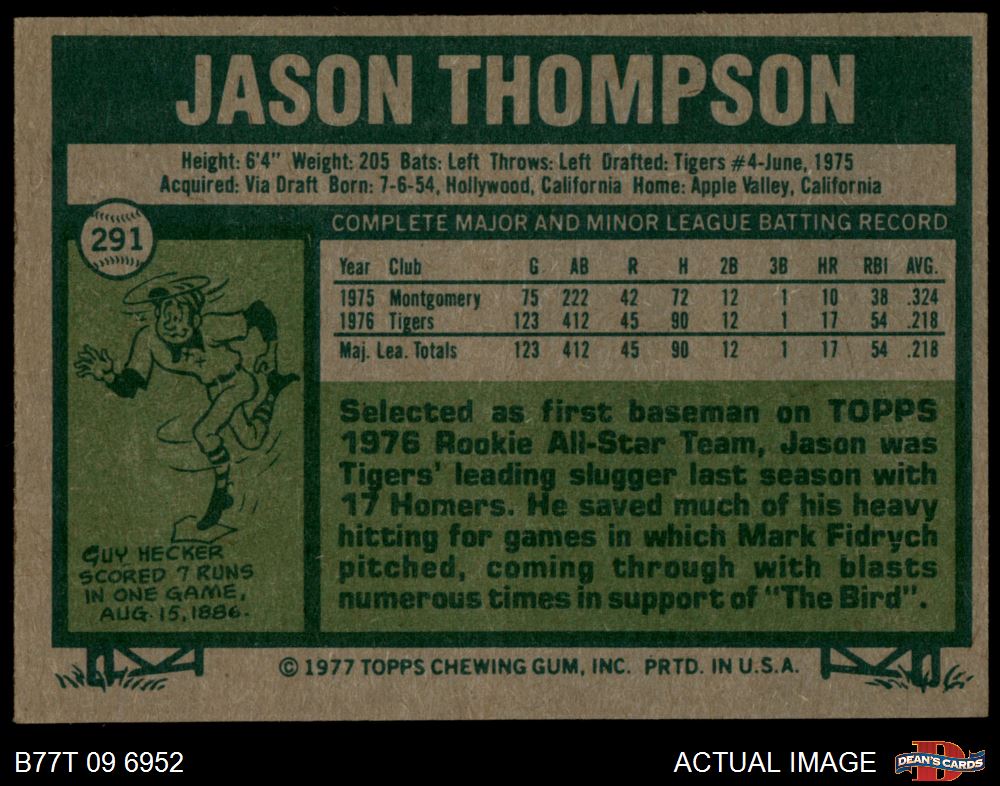 JASON THOMPSON
Height: 6'4" Weight: 205 Bats: Left Throws: Left Drafted: Tigers #4-June, 1975
Acquired: Via Draft Born: 7-6-54, Hollywood, California Home: Apple Valley, California
291
COMPLETE MAJOR AND MINOR LEAGUE BATTING RECORD
Year Club G AB R H 2B 3B HR RBI AVG.
1975 Montgomery 75 222 42 72 12 1 10 38 .324
1976 Tigers 123 412 45 90 12 1 17 54 .218
Maj. Lea. Totals 123 412 45 90 12 1 17 54 .218
Selected as first baseman on TOPPS
1976 Rookie All-Star Team, Jason was
Tigers' leading slugger last season with
17 Homers. He saved much of his heavy
hitting for games in which Mark Fidrych
pitched, coming through with blasts
numerous times in support of "The Bird".
GUY HECKER
SCORED 7 RUNS
IN ONE GAME,
AUG. 15, 1886.
© 1977 TOPPS CHEWING GUM, INC. PRTD. IN U.S.A.
B77T 09 6952
ACTUAL IMAGE
DEAN'S CARDS